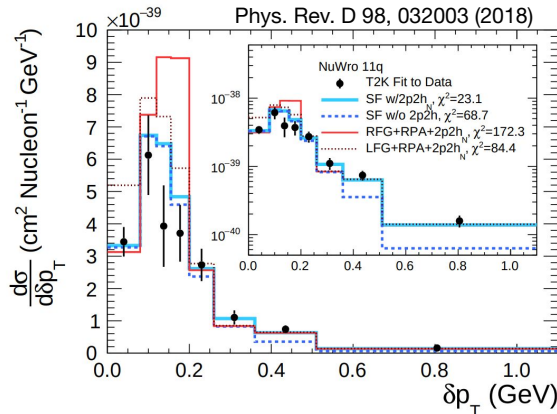 Phys. Rev. D 98, 032003 (2018)
×10⁻³⁹
10
9
8
7
6
5
4
3
2
1
0
dσ/dδp_T (cm² Nucleon⁻¹ GeV⁻¹)
0.0 0.2 0.4 0.6 0.8 1.0
δp_T (GeV)
NuWro 11q
T2K Fit to Data
SF w/2p2h_N, χ²=23.1
SF w/o 2p2h, χ²=68.7
RFG+RPA+2p2h_N, χ²=172.3
LFG+RPA+2p2h_N, χ²=84.4
10⁻³⁸
10⁻³⁹
10⁻⁴⁰
0.0 0.2 0.4 0.6 0.8 1.0